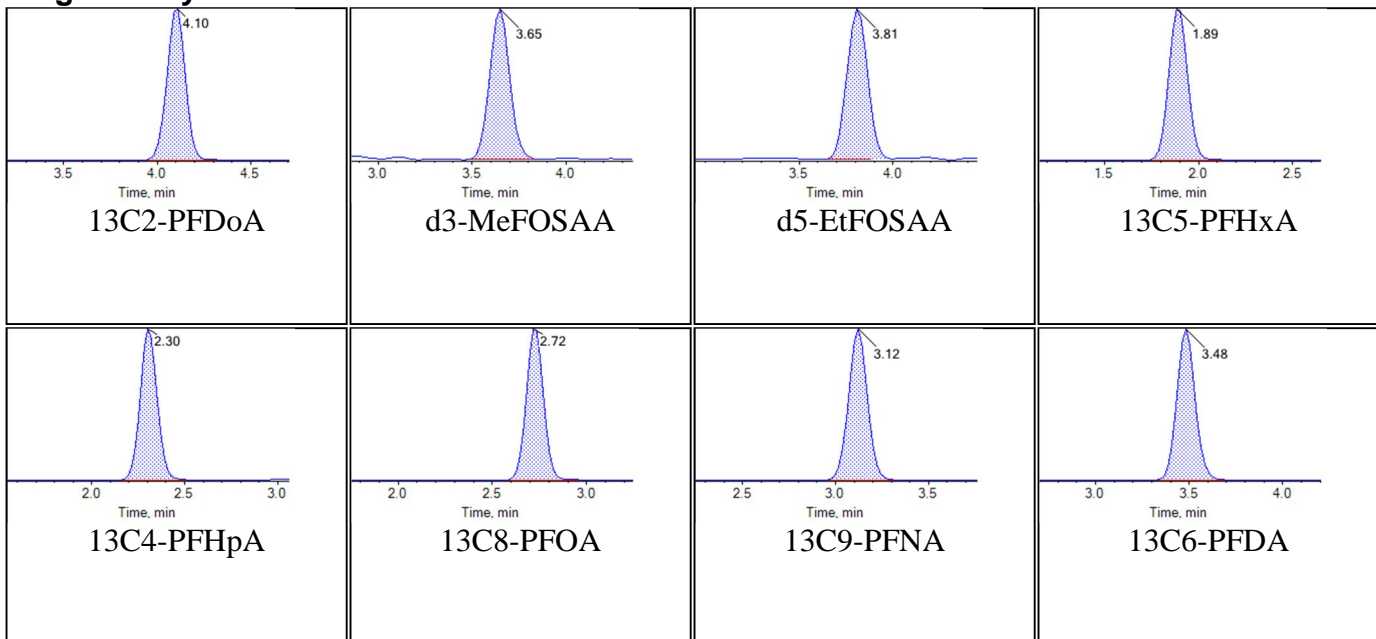 4.10
3.5 4.0 4.5
Time, min
13C2-PFDoA
3.65
3.0 3.5 4.0
Time, min
d3-MeFOSAA
3.81
3.5 4.0
Time, min
d5-EtFOSAA
1.89
1.5 2.0 2.5
Time, min
13C5-PFHxA
2.30
2.0 2.5 3.0
Time, min
13C4-PFHpA
2.72
2.0 2.5 3.0
Time, min
13C8-PFOA
3.12
2.5 3.0 3.5
Time, min
13C9-PFNA
3.48
3.0 3.5 4.0
Time, min
13C6-PFDA